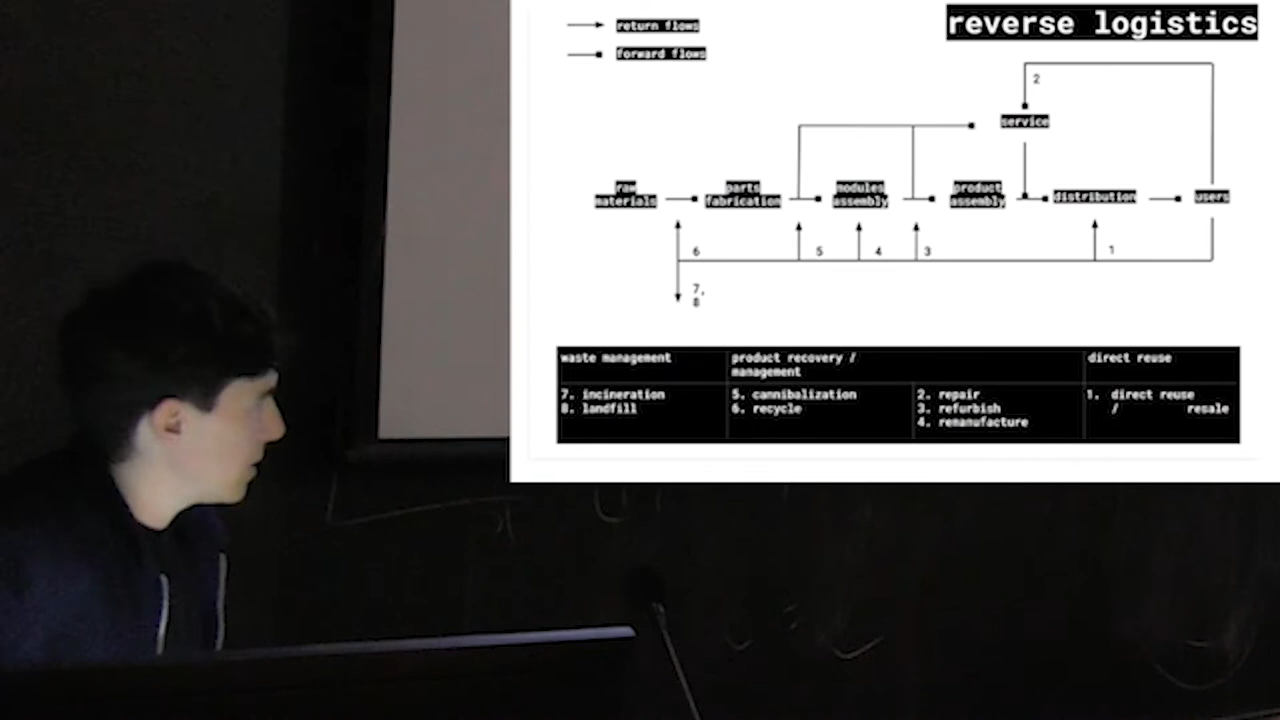 reverse logistics
return flows
forward flows
2
service
raw
materials
parts
fabrication
modules
assembly
product
assembly
distribution
users
6
5
4
3
1
7,
8
waste management
product recovery /
management
direct reuse
7. incineration
8. landfill
5. cannibalization
6. recycle
2. repair
3. refurbish
4. remanufacture
1. direct reuse
/ resale